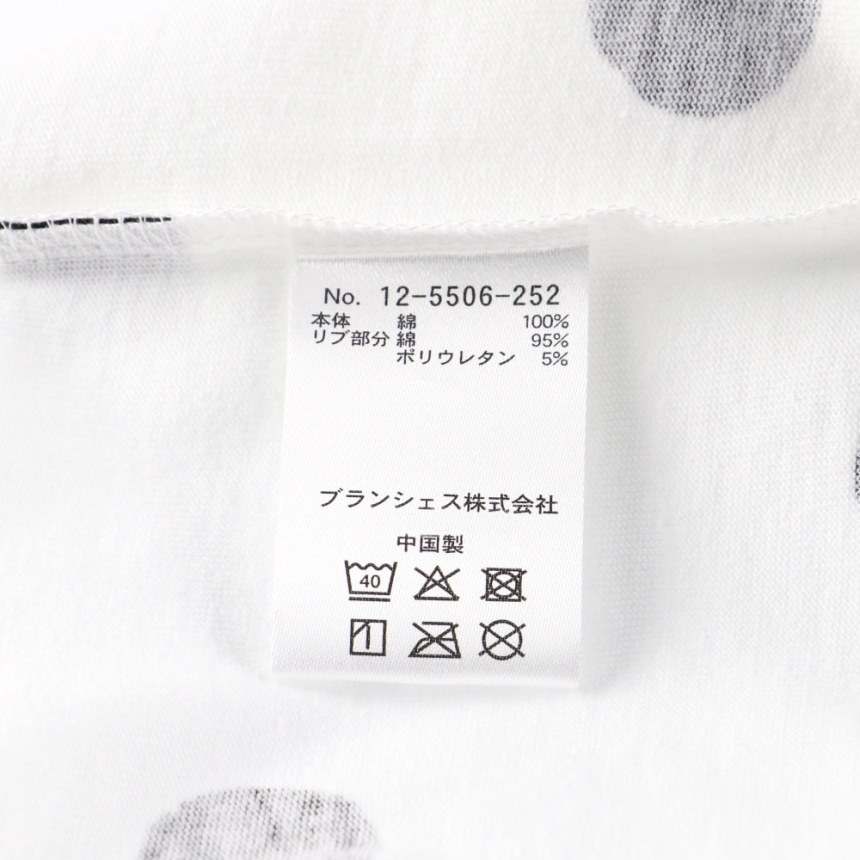 No. 12-5506-252
本体 綿 100%
リブ部分 綿 95%
ポリウレタン 5%
ブランシェス株式会社
中国製
40